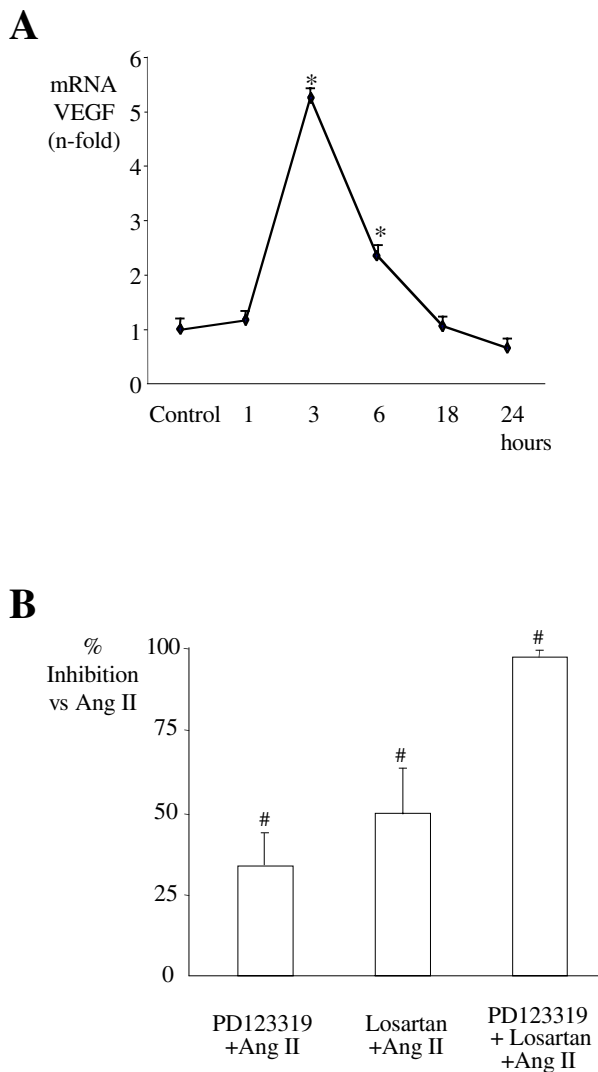 A
mRNA
VEGF
(n-fold)
6
5
4
3
2
1
0
*
*
Control 1 3 6 18 24
hours
B
%
Inhibition
vs Ang II
100
75
50
25
0
#
#
#
PD123319
+Ang II
Losartan
+Ang II
PD123319
+ Losartan
+Ang II